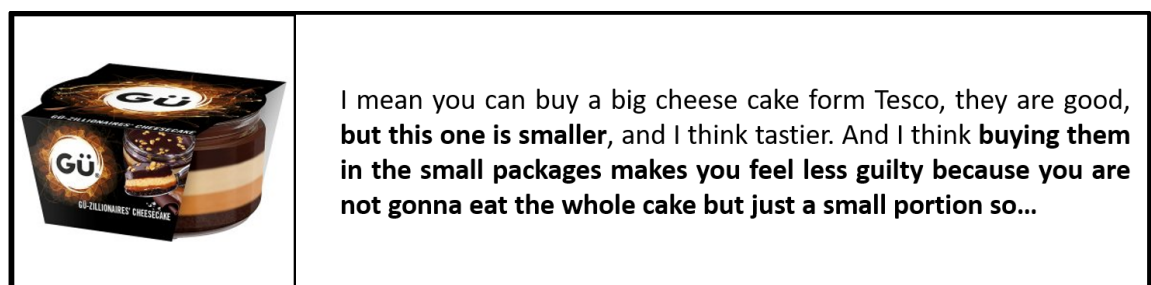 GÜ
GÜ-ZILLIONAIRES' CHEESECAKE
GÜ.
GÜ-ZILLIONAIRES' CHEESECAKE
I mean you can buy a big cheese cake form Tesco, they are good,
but this one is smaller, and I think tastier. And I think buying them
in the small packages makes you feel less guilty because you are
not gonna eat the whole cake but just a small portion so...